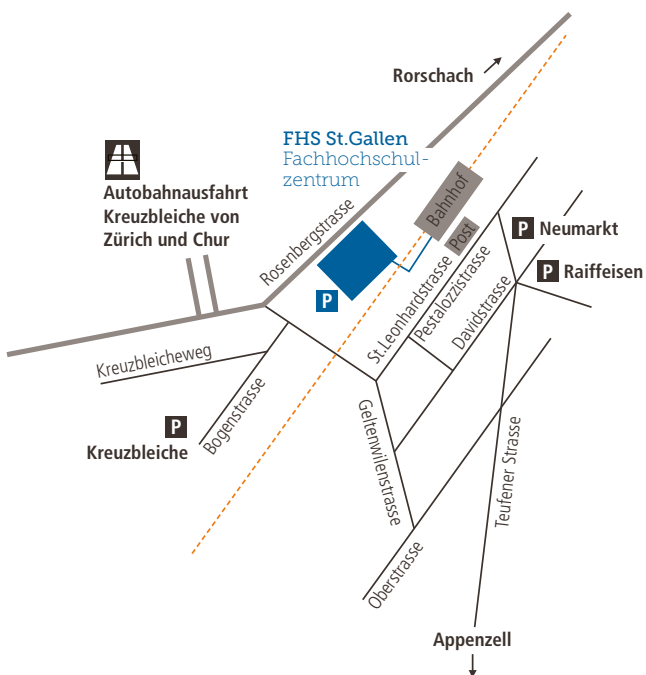 Rorschach
FHS St.Gallen
Fachhochschul-
zentrum
Autobahnausfahrt
Kreuzbleiche von
Zürich und Chur
Rosenbergstrasse
Bahnhof
Post
P Neumarkt
P Raiffeisen
P
St.Leonhardstrasse
Pestalozzistrasse
Davidstrasse
Kreuzbleicheweg
Bogenstrasse
P
Kreuzbleiche
Geltenwilenstrasse
Teufener Strasse
Oberstrasse
Appenzell